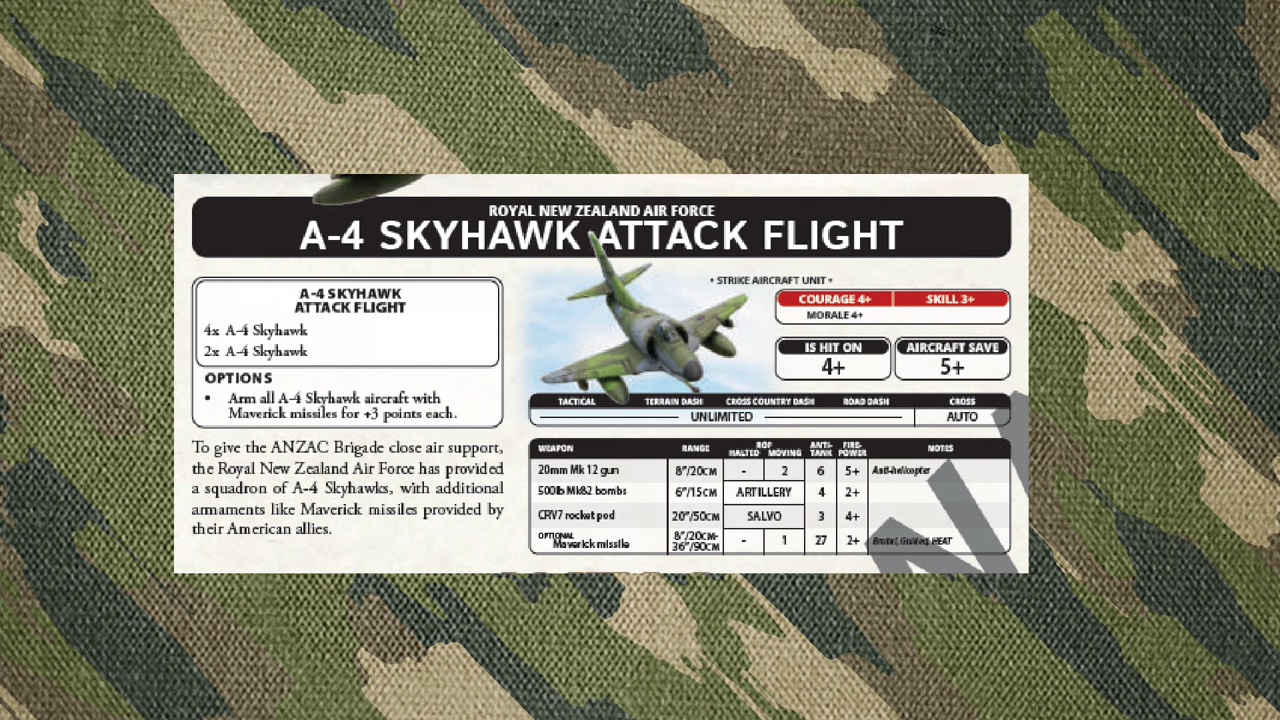 ROYAL NEW ZEALAND AIR FORCE
A-4 SKYHAWK ATTACK FLIGHT
A-4 SKYHAWK
ATTACK FLIGHT
4x A-4 Skyhawk
2x A-4 Skyhawk
OPTIONS
• Arm all A-4 Skyhawk aircraft with
Maverick missiles for +3 points each.
To give the ANZAC Brigade close air support,
the Royal New Zealand Air Force has provided
a squadron of A-4 Skyhawks, with additional
armaments like Maverick missiles provided by
their American allies.
• STRIKE AIRCRAFT UNIT •
COURAGE 4+ SKILL 3+
MORALE 4+
IS HIT ON AIRCRAFT SAVE
4+ 5+
TACTICAL TERRAIN DASH CROSS COUNTRY DASH ROAD DASH CROSS
UNLIMITED AUTO
WEAPON RANGE ROF HALTED MOVING ANTI-TANK FIRE-POWER NOTES
20mm Mk 12 gun 8"/20CM - 2 6 5+ Anti-helicopter
500lb Mk82 bombs 6"/15CM ARTILLERY 4 2+
CRV7 rocket pod 20"/50CM SALVO 3 4+
OPTIONAL Maverick missile 8"/20CM-36"/90CM - 1 27 2+ Brutal, Guided, HEAT